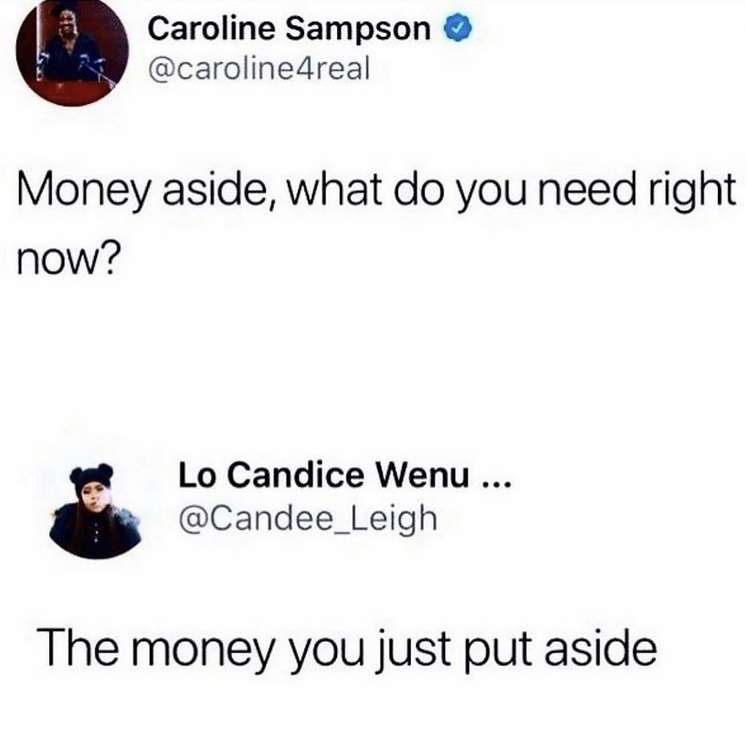 Caroline Sampson
@caroline4real
Money aside, what do you need right
now?
Lo Candice Wenu ...
@Candee_Leigh
The money you just put aside